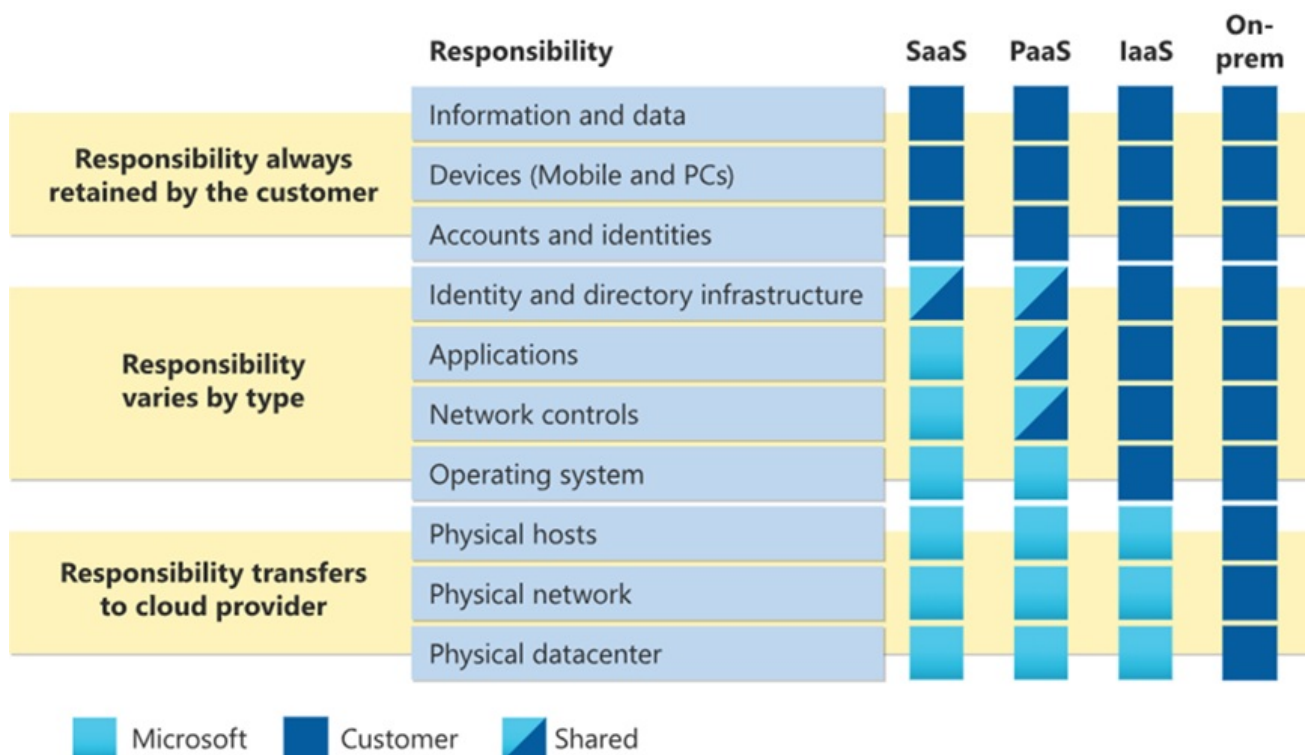 Responsibility
SaaS
PaaS
IaaS
On-
prem
Responsibility always
retained by the customer
Information and data
Devices (Mobile and PCs)
Accounts and identities
Responsibility
varies by type
Identity and directory infrastructure
Applications
Network controls
Operating system
Responsibility transfers
to cloud provider
Physical hosts
Physical network
Physical datacenter
Microsoft
Customer
Shared